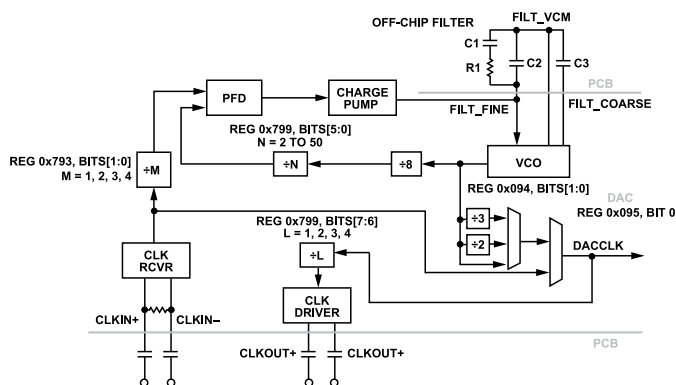 OFF-CHIP FILTER
FILT_VCM
C1
R1
C2
C3
PCB
PFD
CHARGE
PUMP
FILT_FINE
FILT_COARSE
REG 0x799, BITS[5:0]
N = 2 TO 50
REG 0x793, BITS[1:0]
M = 1, 2, 3, 4
÷M
÷N
÷8
VCO
REG 0x094, BITS[1:0]
DAC
REG 0x095, BIT 0
REG 0x799, BITS[7:6]
L = 1, 2, 3, 4
÷3
÷2
DACCLK
CLK
RCVR
÷L
CLK
DRIVER
CLKIN+
CLKIN–
PCB
CLKOUT+
CLKOUT+